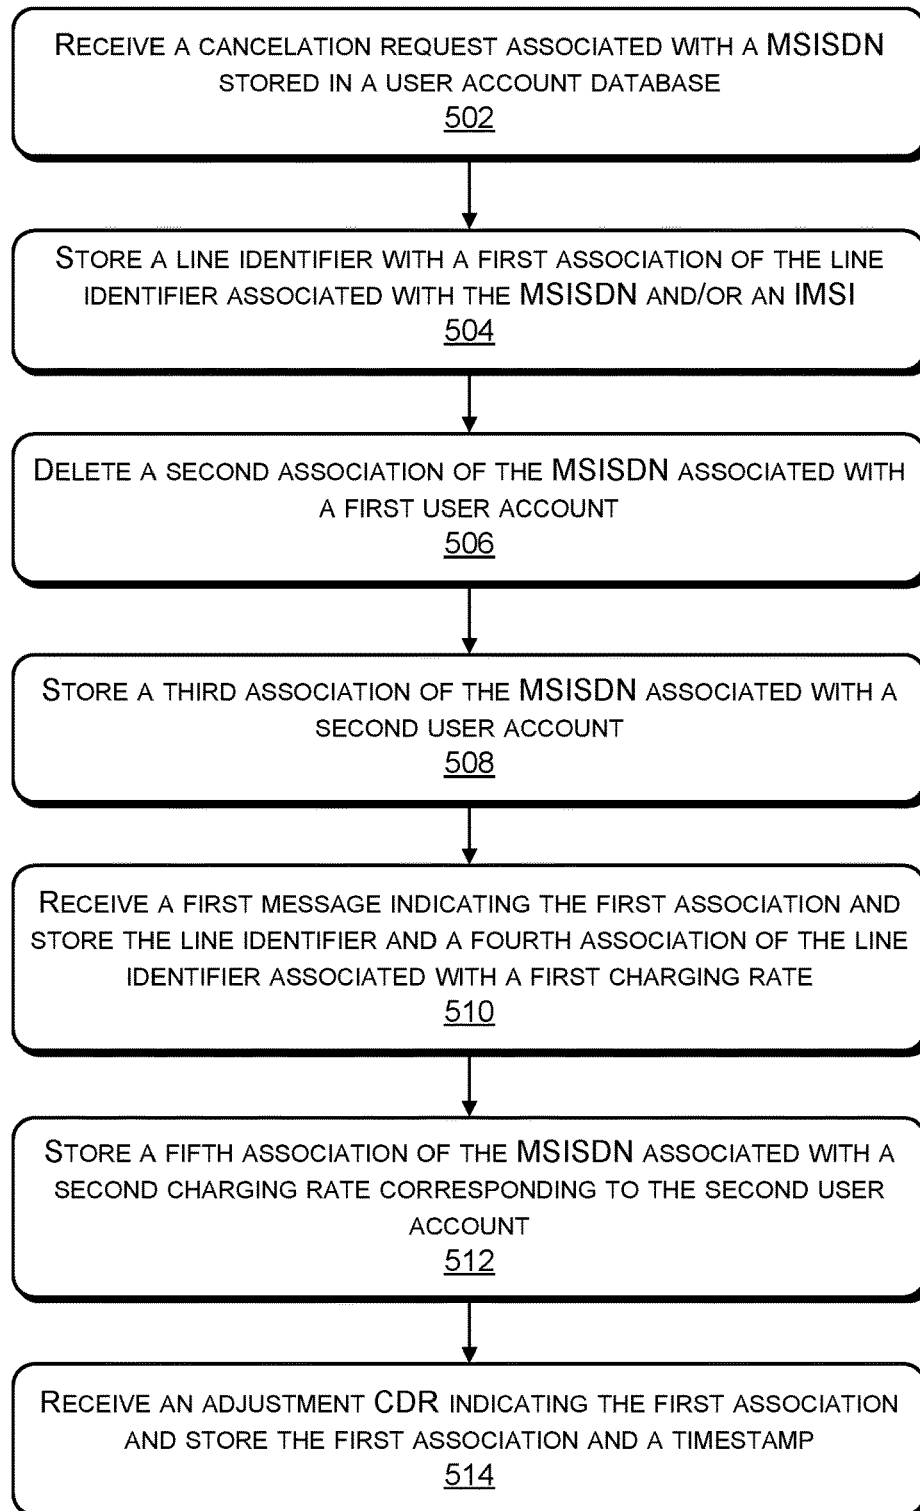 RECEIVE A CANCELATION REQUEST ASSOCIATED WITH A MSISDN
STORED IN A USER ACCOUNT DATABASE
502
STORE A LINE IDENTIFIER WITH A FIRST ASSOCIATION OF THE LINE
IDENTIFIER ASSOCIATED WITH THE MSISDN AND/OR AN IMSI
504
DELETE A SECOND ASSOCIATION OF THE MSISDN ASSOCIATED WITH
A FIRST USER ACCOUNT
506
STORE A THIRD ASSOCIATION OF THE MSISDN ASSOCIATED WITH A
SECOND USER ACCOUNT
508
RECEIVE A FIRST MESSAGE INDICATING THE FIRST ASSOCIATION AND
STORE THE LINE IDENTIFIER AND A FOURTH ASSOCIATION OF THE LINE
IDENTIFIER ASSOCIATED WITH A FIRST CHARGING RATE
510
STORE A FIFTH ASSOCIATION OF THE MSISDN ASSOCIATED WITH A
SECOND CHARGING RATE CORRESPONDING TO THE SECOND USER
ACCOUNT
512
RECEIVE AN ADJUSTMENT CDR INDICATING THE FIRST ASSOCIATION
AND STORE THE FIRST ASSOCIATION AND A TIMESTAMP
514